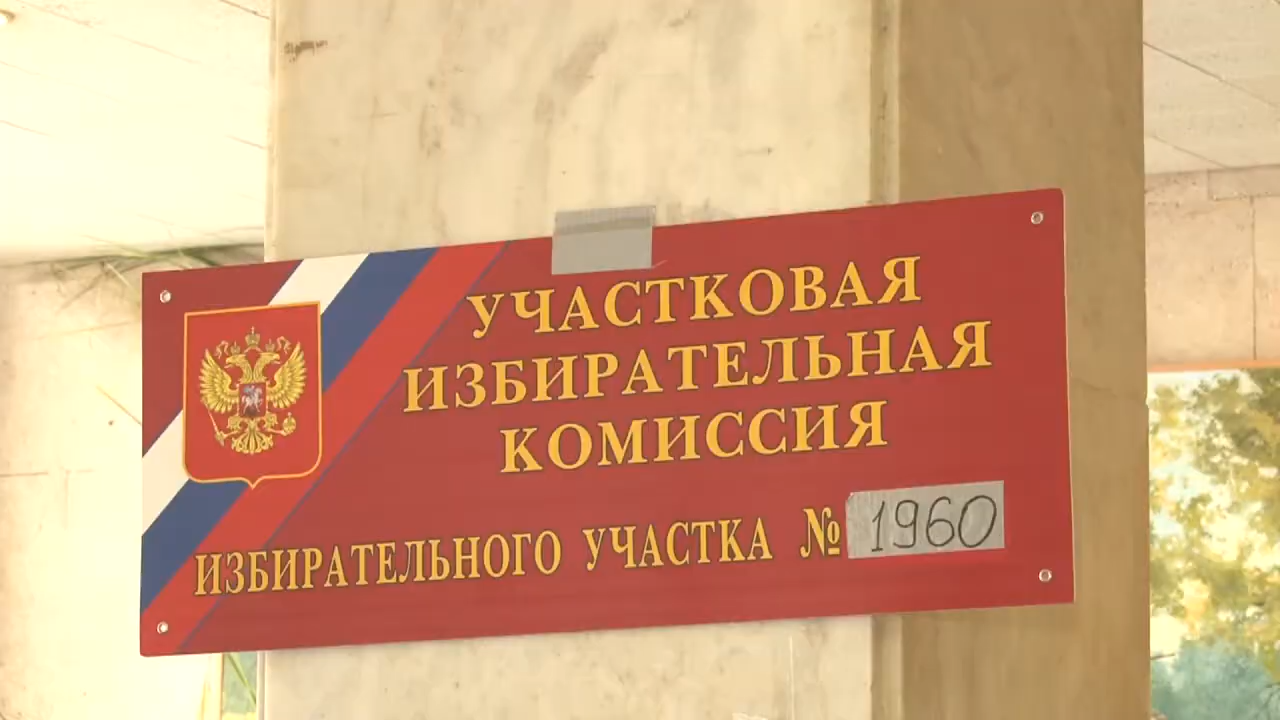 УЧАСТКОВАЯ
ИЗБИРАТЕЛЬНАЯ
КОМИССИЯ
ИЗБИРАТЕЛЬНОГО УЧАСТКА № 1960